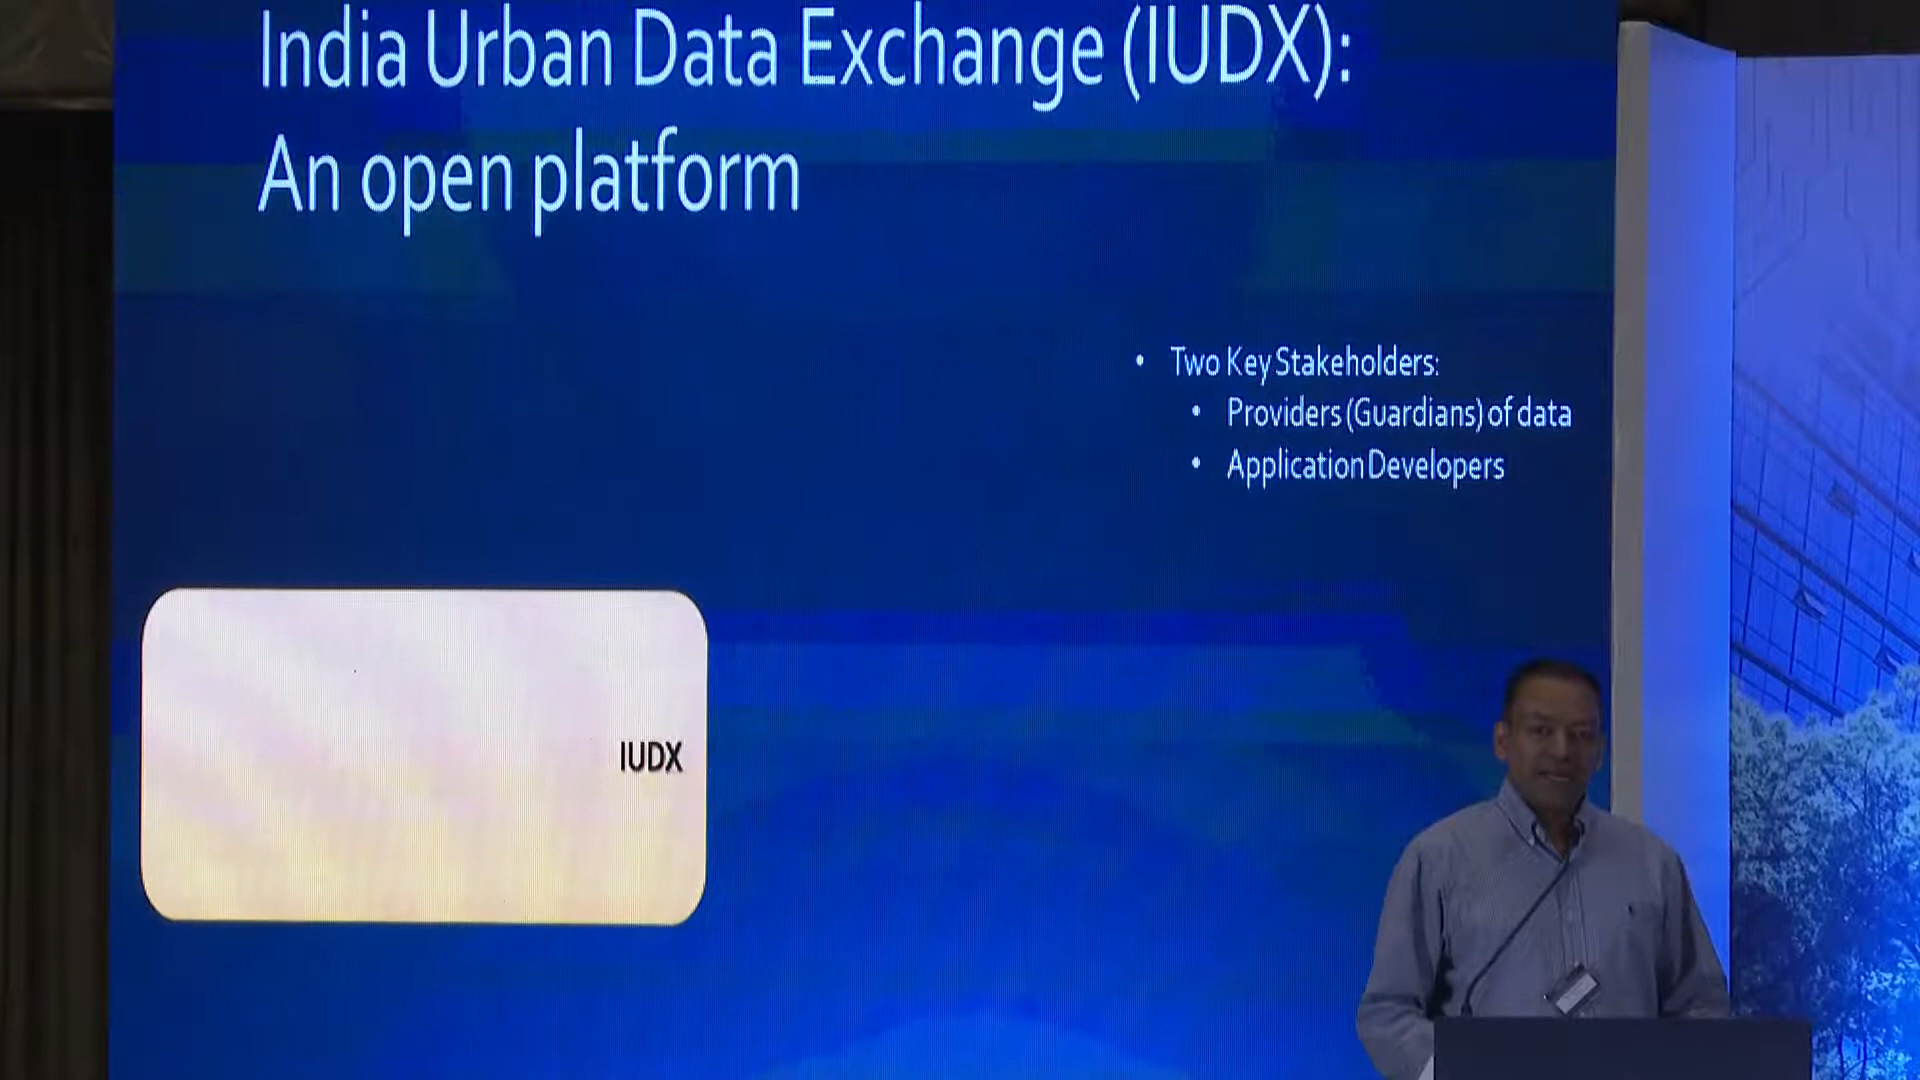 India Urban Data Exchange (IUDX):
An open platform
• Two Key Stakeholders:
• Providers (Guardians) of data
• Application Developers
IUDX